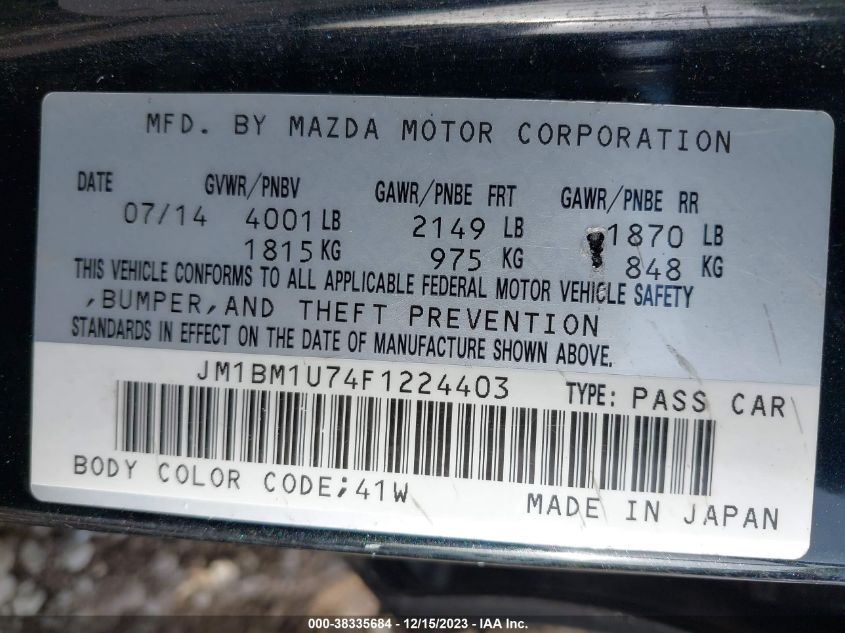 MFD. BY MAZDA MOTOR CORPORATION
DATE GVWR/PNBV GAWR/PNBE FRT GAWR/PNBE RR
07/14 4001 LB 2149 LB 1870 LB
1815 KG 975 KG 848 KG
THIS VEHICLE CONFORMS TO ALL APPLICABLE FEDERAL MOTOR VEHICLE SAFETY
,BUMPER,AND THEFT PREVENTION
STANDARDS IN EFFECT ON THE DATE OF MANUFACTURE SHOWN ABOVE.
JM1BM1U74F1224403 TYPE: PASS CAR
BODY COLOR CODE;41W MADE IN JAPAN
000-38335684 - 12/15/2023 - IAA Inc.